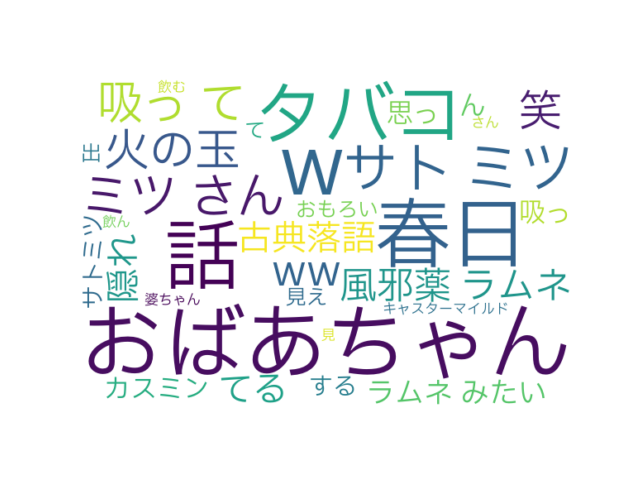 飲む
吸っ て
タバコ
思っ
ん
笑
て
さん
出
火の玉
w
サト ミツ
ミツ さん
おもろい
吸っ
サトミツ
飲ん
隠れ
話
古典落語
春日
ww
見え
風邪薬 ラムネ
婆ちゃん
キャスターマイルド
おばあちゃん
見
カスミン
てる
する
ラムネ みたい